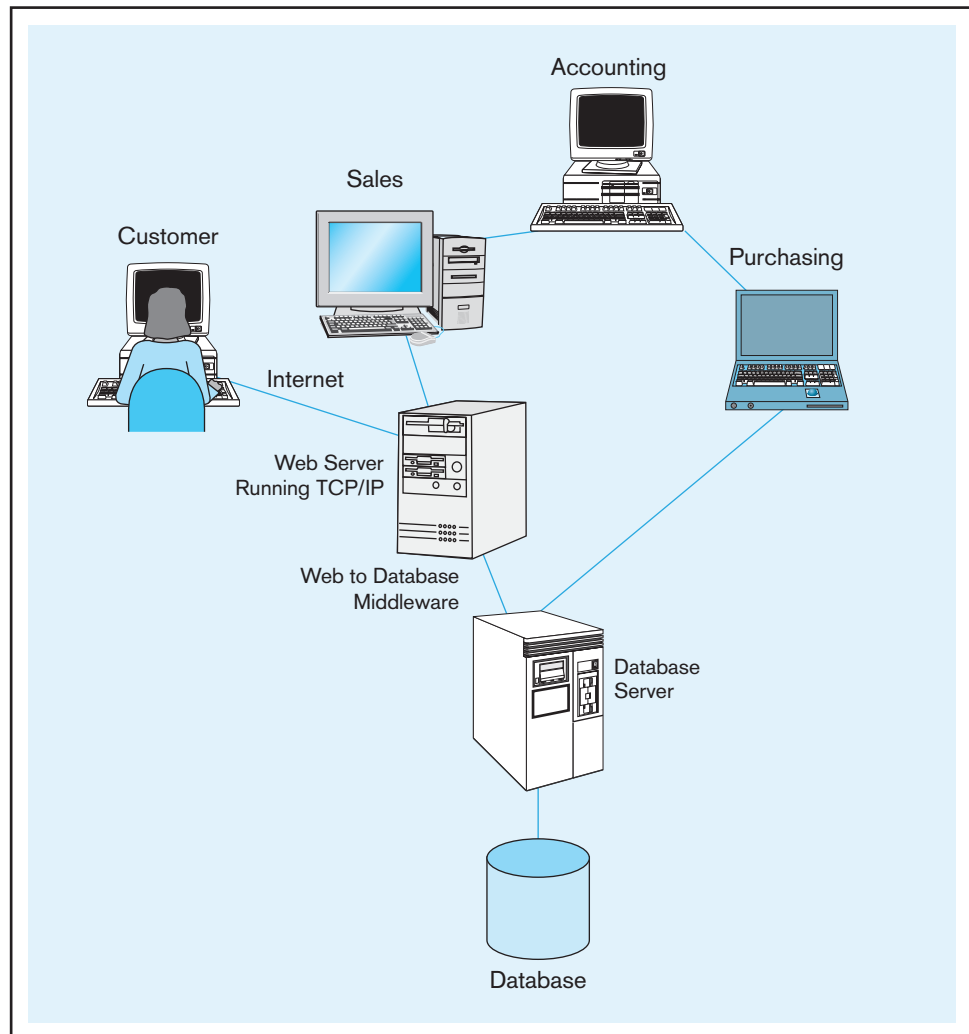 Accounting
Sales
Customer
Purchasing
Internet
Web Server
Running TCP/IP
Web to Database
Middleware
Database
Server
Database